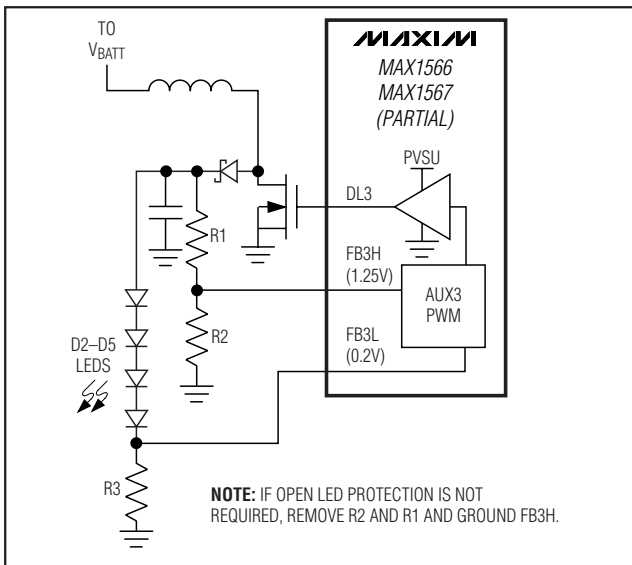 TO
VBATT
MAXIM
MAX1566
MAX1567
(PARTIAL)
PVSU
DL3
R1
FB3H
(1.25V)
AUX3
PWM
R2
FB3L
(0.2V)
D2–D5
LEDS
R3
NOTE: IF OPEN LED PROTECTION IS NOT
REQUIRED, REMOVE R2 AND R1 AND GROUND FB3H.